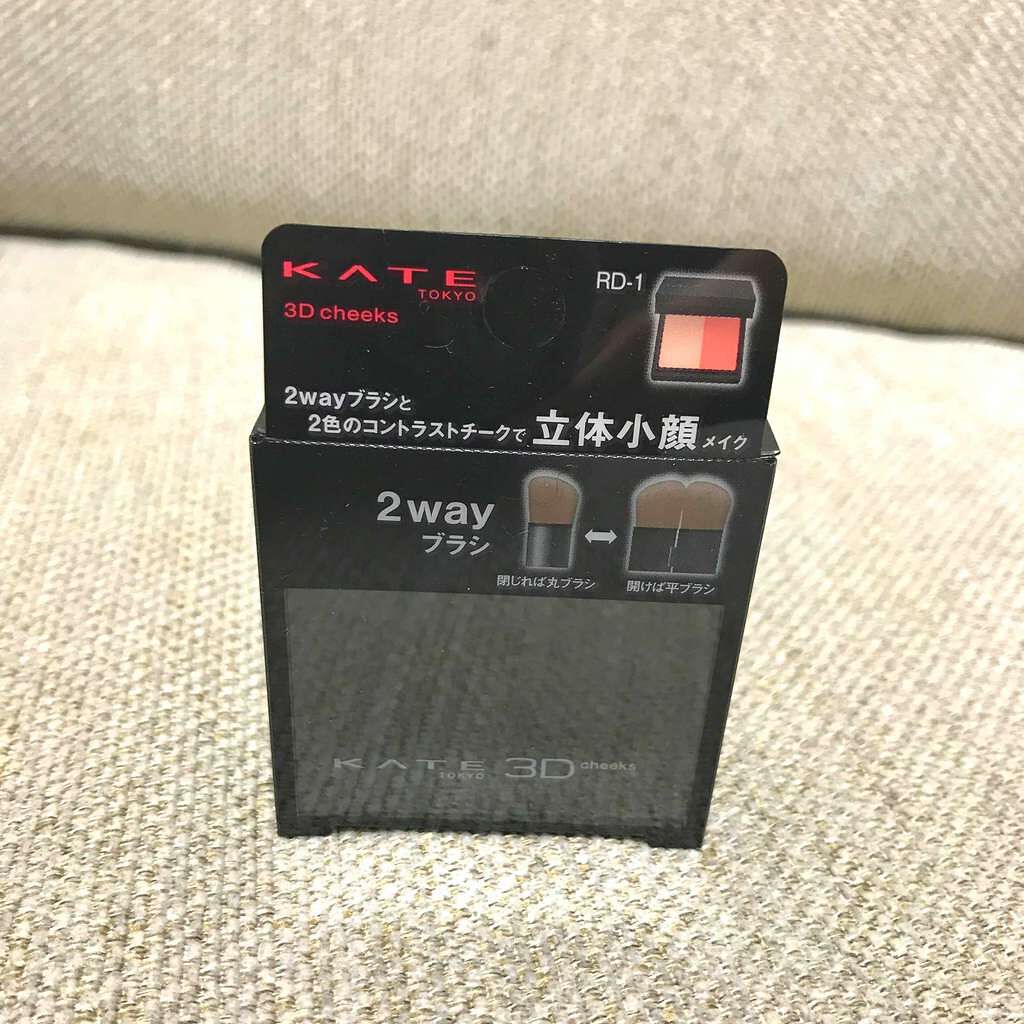 KATE
TOKYO
3D cheeks
RD-1
2wayブラシと
2色のコントラストチークで 立体小顔メイク
2way
ブラシ
閉じれば丸ブラシ
開けば平ブラシ
KATE
TOKYO
3D cheeks